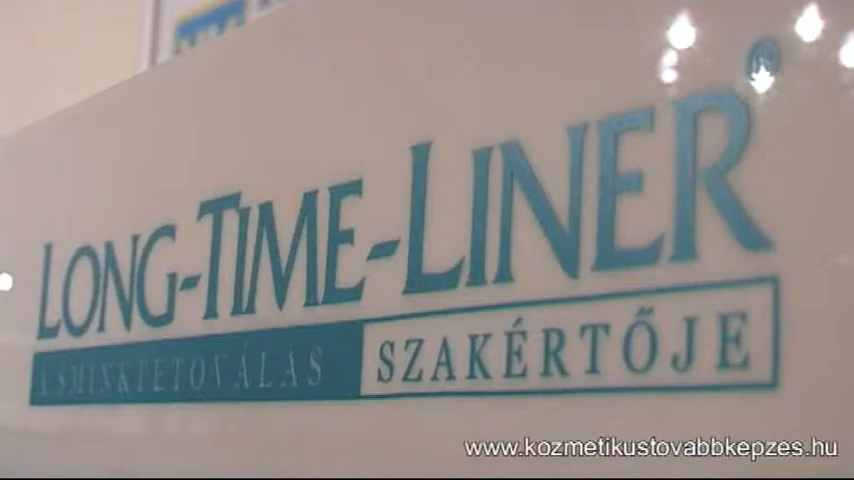 LONG-TIME-LINER®
A SMINKTETOVÁLÁS SZAKÉRTŐJE
www.kozmetikustovabbkepzes.hu